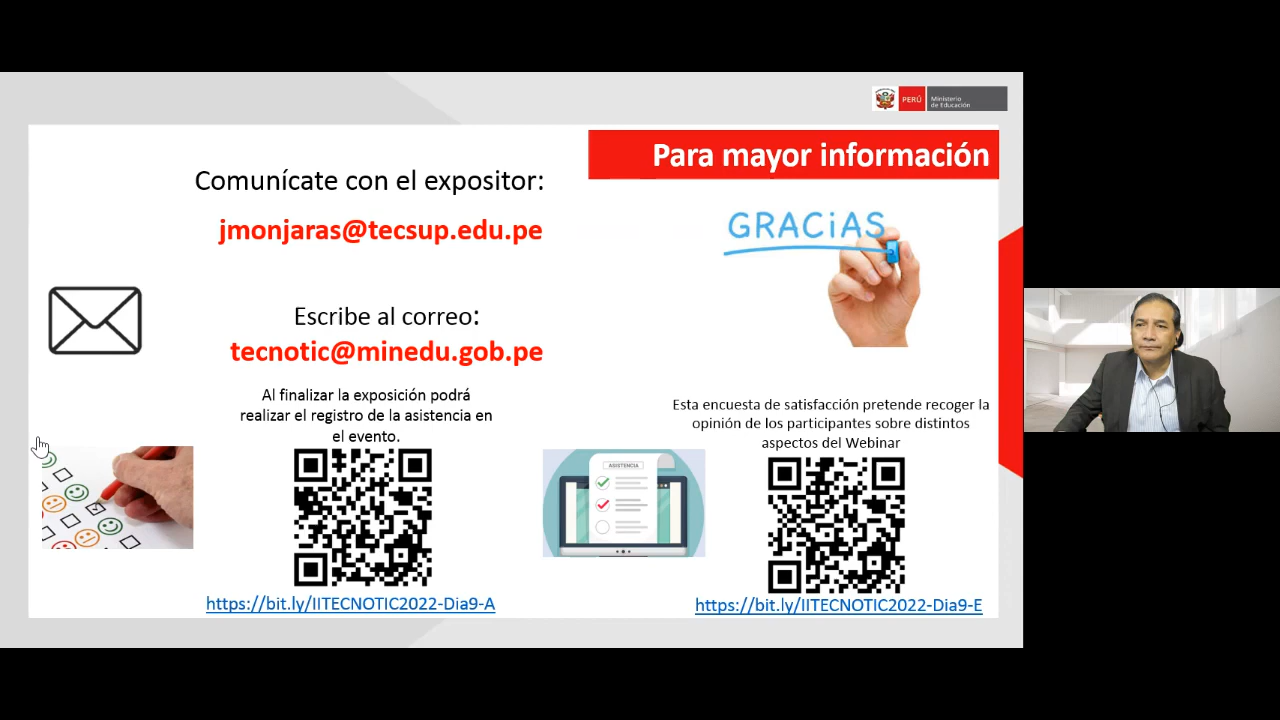 PERÚ
Ministerio
de Educación
Para mayor información
Comunícate con el expositor:
jmonjaras@tecsup.edu.pe
GRACiAS
Escribe al correo:
tecnotic@minedu.gob.pe
Al finalizar la exposición podrá
realizar el registro de la asistencia en
el evento.
https://bit.ly/IITECNOTIC2022-Dia9-A
ASISTENCIA
Esta encuesta de satisfacción pretende recoger la
opinión de los participantes sobre distintos
aspectos del Webinar
https://bit.ly/IITECNOTIC2022-Dia9-E